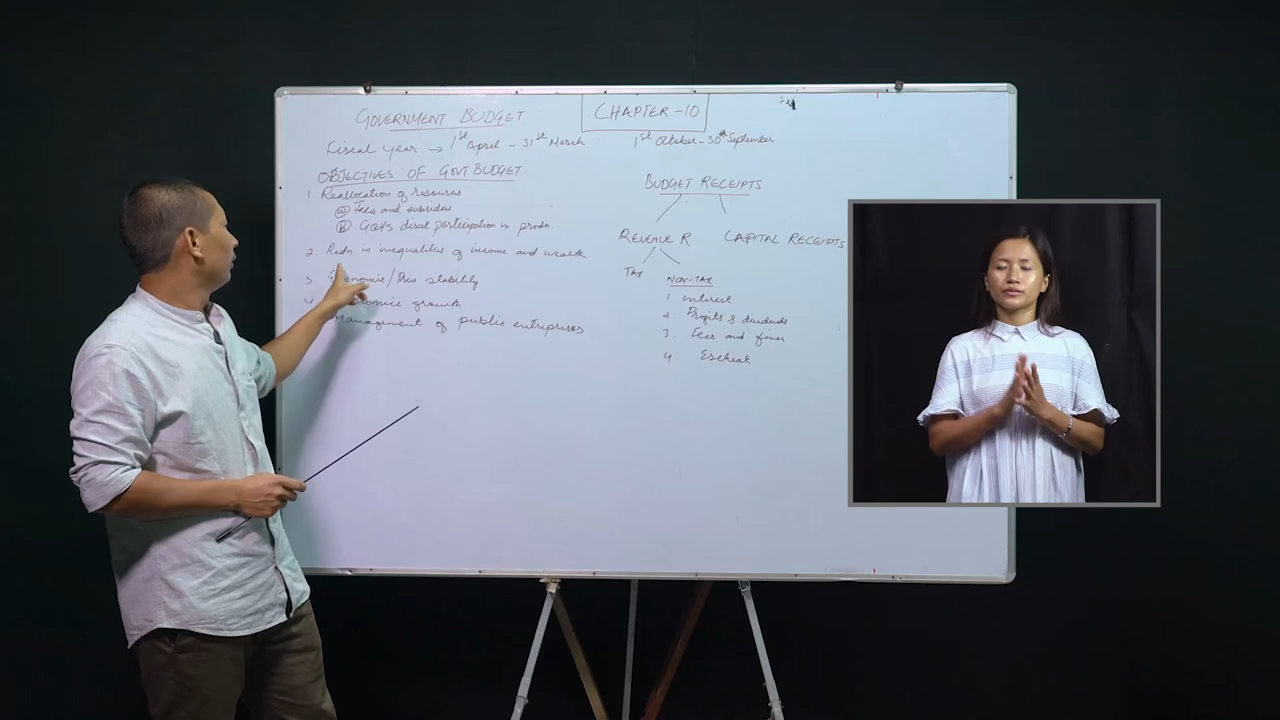 GOVERNMENT BUDGET
CHAPTER-10
Fiscal year → 1st April - 31st March
1st October - 30th September
OBJECTIVES OF GOVT BUDGET
1. Reallocation of resources
(a) Fees and subsidies
(b) Govt's direct participation in prodn
2 Redn in inequalities of income and wealth
3. Economic/Price stability
4 Economic growth
Management of public enterprises
BUDGET RECEIPTS
REVENUE R
CAPITAL RECEIPTS
TAX
NON-TAX
1 interest
2 Profits & dividends
3. Fees and fines
4. Escheat